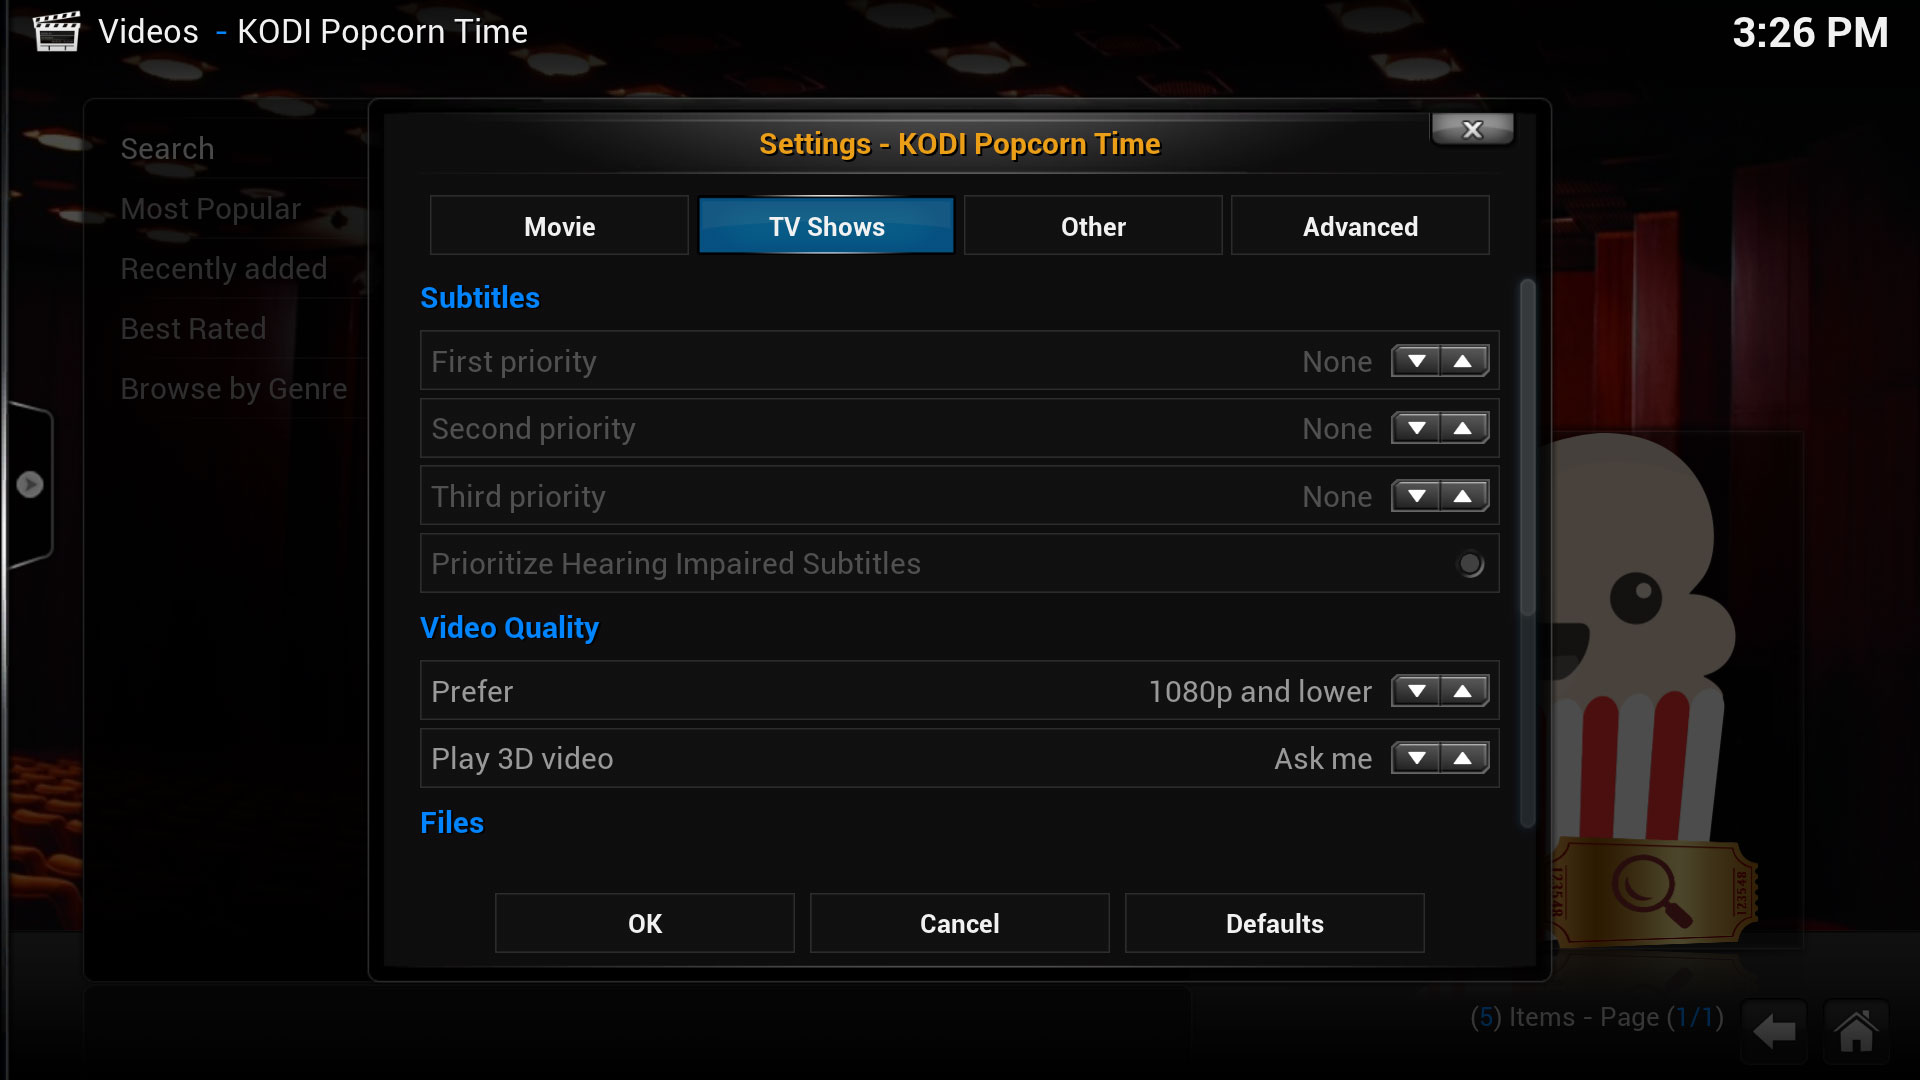 Videos - KODI Popcorn Time
3:26 PM
Search
Most Popular
Recently added
Best Rated
Browse by Genre
Settings - KODI Popcorn Time
x
Movie
TV Shows
Other
Advanced
Subtitles
First priority None
Second priority None
Third priority None
Prioritize Hearing Impaired Subtitles
Video Quality
Prefer 1080p and lower
Play 3D video Ask me
Files
OK
Cancel
Defaults
123548
123548
(5) Items - Page (1/1)